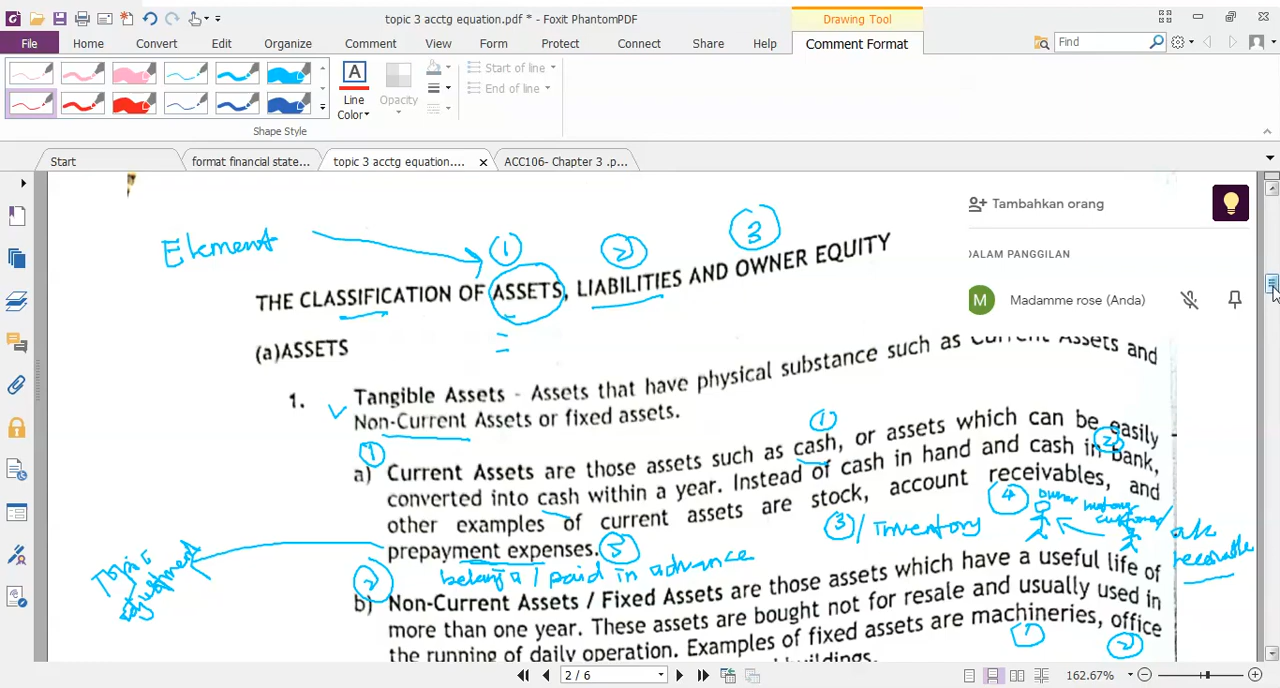 topic 3 acctg equation.pdf * - Foxit PhantomPDF
Drawing Tool
File Home Convert Edit Organize Comment View Form Protect Connect Share Help Comment Format Find
Line Color
Opacity
Start of line
End of line
Shape Style
Start format financial state... topic 3 acctg equation.... ACC106- Chapter 3 .p...
Tambahkan orang
DALAM PANGGILAN
M Madamme rose (Anda)
Element
1 2 3
THE CLASSIFICATION OF ASSETS, LIABILITIES AND OWNER EQUITY
(a)ASSETS
1. Tangible Assets - Assets that have physical substance such as Current Assets and
Non-Current Assets or fixed assets.
1 1
a) Current Assets are those assets such as cash, or assets which can be easily
2
converted into cash within a year. Instead of cash in hand and cash in bank,
other examples of current assets are stock, account receivables, and
3 / Inventory 4 owner customer
prepayment expenses. 5
a/c receivable
paid in advance
Topic adjustment
2
b) Non-Current Assets / Fixed Assets are those assets which have a useful life of
more than one year. These assets are bought not for resale and usually used in
the running of daily operation. Examples of fixed assets are machineries, office
1 2
buildings.
2 / 6
162.67%